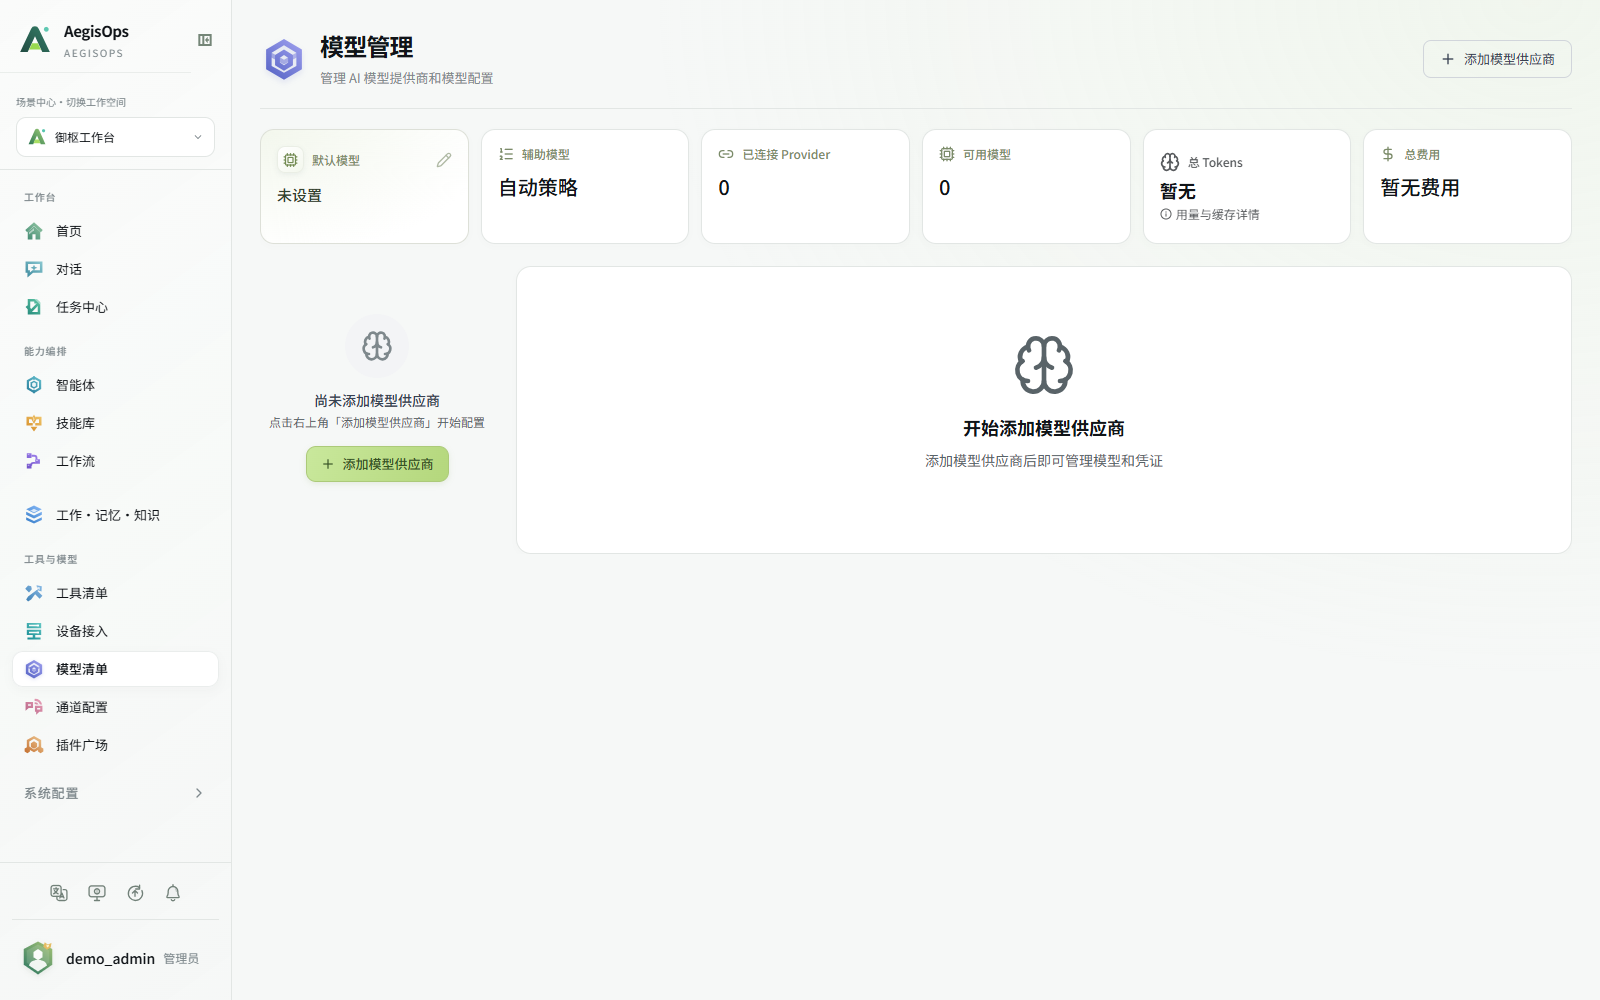 AegisOps
AEGISOPS
场景中心・切换工作空间
御枢工作台
工作台
首页
对话
任务中心
能力编排
智能体
技能库
工作流
工作・记忆・知识
工具与模型
工具清单
设备接入
模型清单
通道配置
插件广场
系统配置
demo_admin 管理员
模型管理
管理 AI 模型提供商和模型配置
添加模型供应商
默认模型
未设置
辅助模型
自动策略
已连接 Provider
0
可用模型
0
总 Tokens
暂无
用量与缓存详情
总费用
暂无费用
尚未添加模型供应商
点击右上角「添加模型供应商」开始配置
添加模型供应商
开始添加模型供应商
添加模型供应商后即可管理模型和凭证